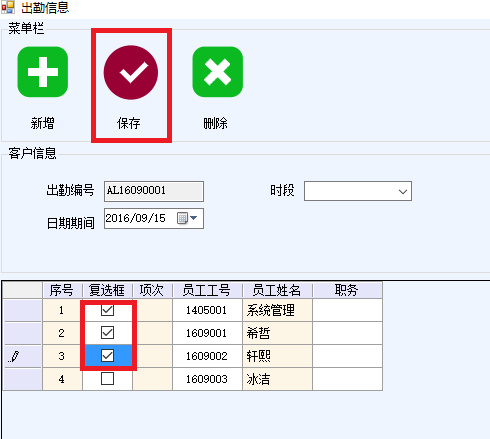 出勤信息
菜单栏
新增 保存 删除
客户信息
出勤编号 AL16090001 时段
日期期间 2016/09/15
序号 复选框 项次 员工工号 员工姓名 职务
1 1405001 系统管理
2 1609001 希哲
3 1609002 轩熙
4 1609003 冰洁